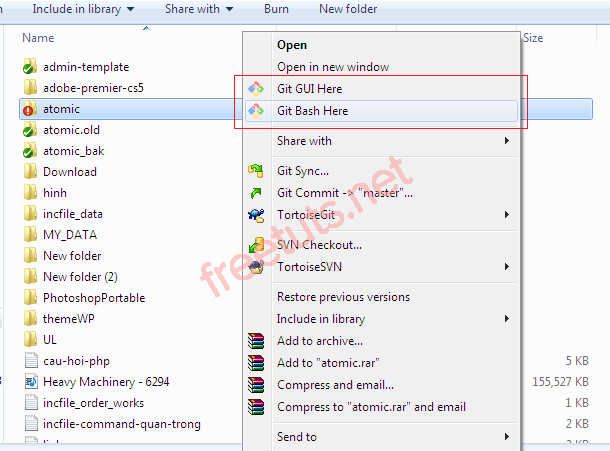 Include in library Share with Burn New folder
Name
Size
admin-template
adobe-premier-cs5
atomic
atomic.old
atomic_bak
Download
hinh
incfile_data
MY_DATA
New folder
New folder (2)
PhotoshopPortable
themeWP
UL
cau-hoi-php
5 KB
Heavy Machinery - 6294
155,527 KB
incfile_order_works
1 KB
incfile-command-quan-trong
2 KB
2 KB
Open
Open in new window
Git GUI Here
Git Bash Here
Share with
Git Sync...
Git Commit -> "master"...
TortoiseGit
SVN Checkout...
TortoiseSVN
Restore previous versions
Include in library
Add to archive...
Add to "atomic.rar"
Compress and email...
Compress to "atomic.rar" and email
Send to
freetuts.net